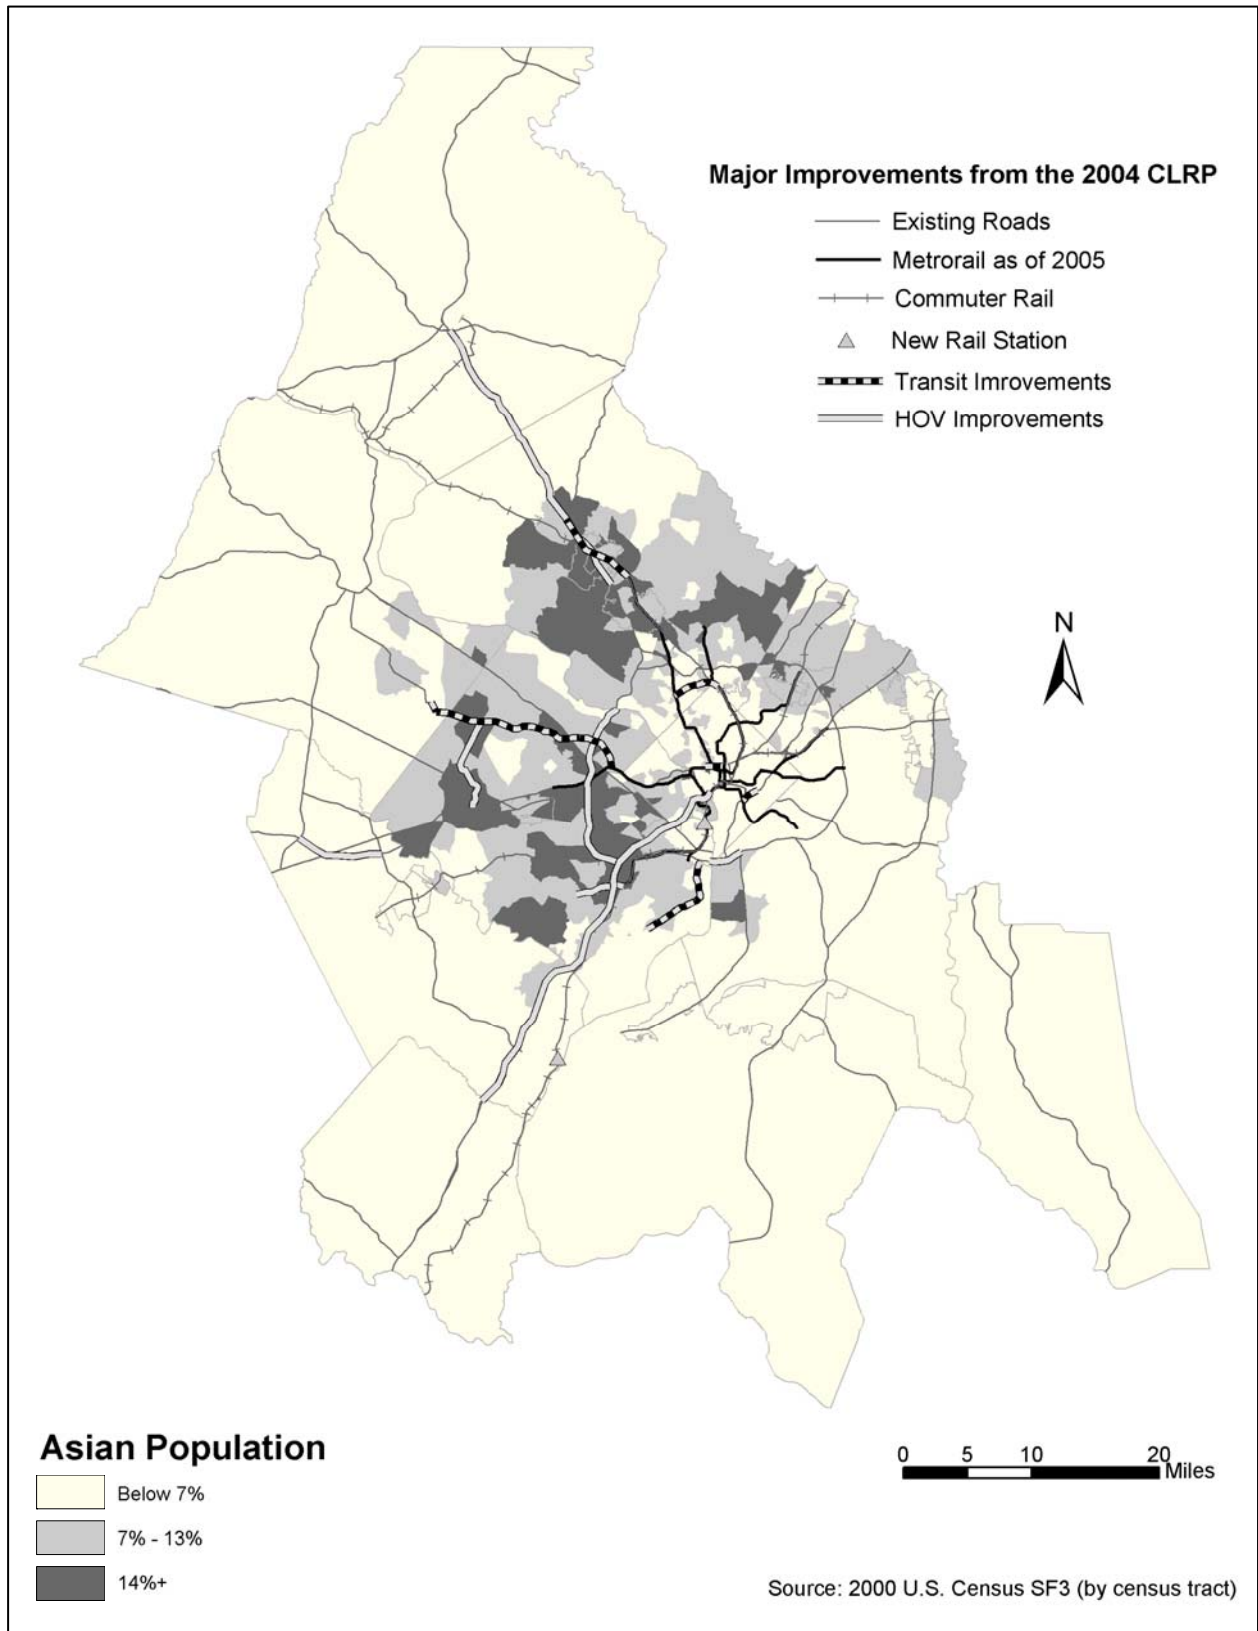 Major Improvements from the 2004 CLRP
Existing Roads
Metrorail as of 2005
Commuter Rail
New Rail Station
Transit Imrovements
HOV Improvements
N
Asian Population
Below 7%
7% - 13%
14%+
0 5 10 20
Miles
Source: 2000 U.S. Census SF3 (by census tract)